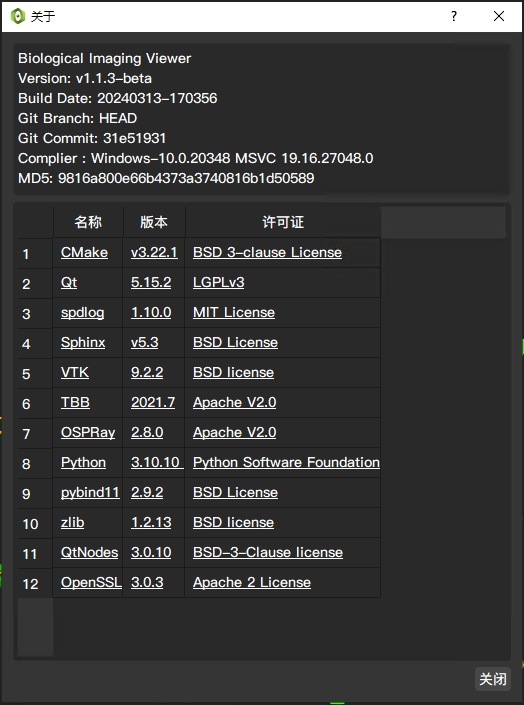 关于
Biological Imaging Viewer
Version: v1.1.3-beta
Build Date: 20240313-170356
Git Branch: HEAD
Git Commit: 31e51931
Complier : Windows-10.0.20348 MSVC 19.16.27048.0
MD5: 9816a800e66b4373a3740816b1d50589
名称 版本 许可证
1 CMake v3.22.1 BSD 3-clause License
2 Qt 5.15.2 LGPLv3
3 spdlog 1.10.0 MIT License
4 Sphinx v5.3 BSD License
5 VTK 9.2.2 BSD license
6 TBB 2021.7 Apache V2.0
7 OSPRay 2.8.0 Apache V2.0
8 Python 3.10.10 Python Software Foundation
9 pybind11 2.9.2 BSD License
10 zlib 1.2.13 BSD license
11 QtNodes 3.0.10 BSD-3-Clause license
12 OpenSSL 3.0.3 Apache 2 License
关闭